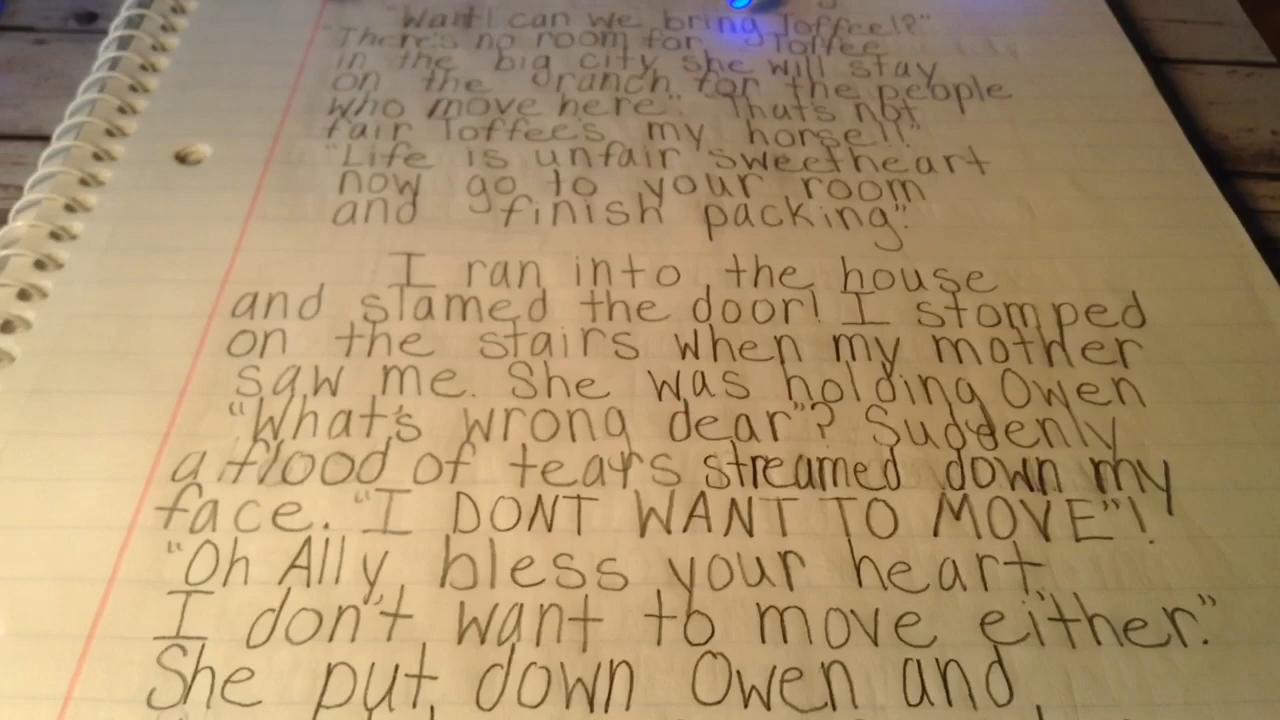 "Want! can we bring Toffee!?"
There's no room for Toffee
in the big city she will stay
on the ranch for the people
who move here." "That's not
fair Toffee's my horse!!"
"Life is unfair sweetheart
now go to your room
and finish packing."
I ran into the house
and slamed the door! I stomped
on the stairs when my mother
saw me. She was holding Owen
"What's wrong dear"? Suddenly
a flood of tears streamed down my
face. "I DONT WANT TO MOVE"!
"Oh Ally, bless your heart,
I don't want to move either."
She put down Owen and